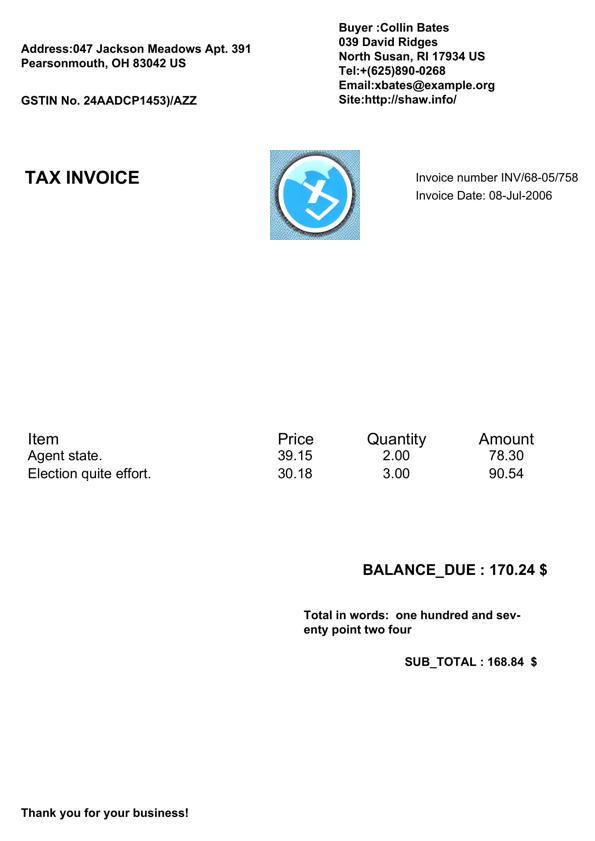 Address:047 Jackson Meadows Apt. 391
Pearsonmouth, OH 83042 US
GSTIN No. 24AADCP1453)/AZZ
Buyer :Collin Bates
039 David Ridges
North Susan, RI 17934 US
Tel:+(625)890-0268
Email:xbates@example.org
Site:http://shaw.info/
TAX INVOICE
Invoice number INV/68-05/758
Invoice Date: 08-Jul-2006
Item Price Quantity Amount
Agent state. 39.15 2.00 78.30
Election quite effort. 30.18 3.00 90.54
BALANCE_DUE : 170.24 $
Total in words:  one hundred and sev-
enty point two four
SUB_TOTAL : 168.84  $
Thank you for your business!